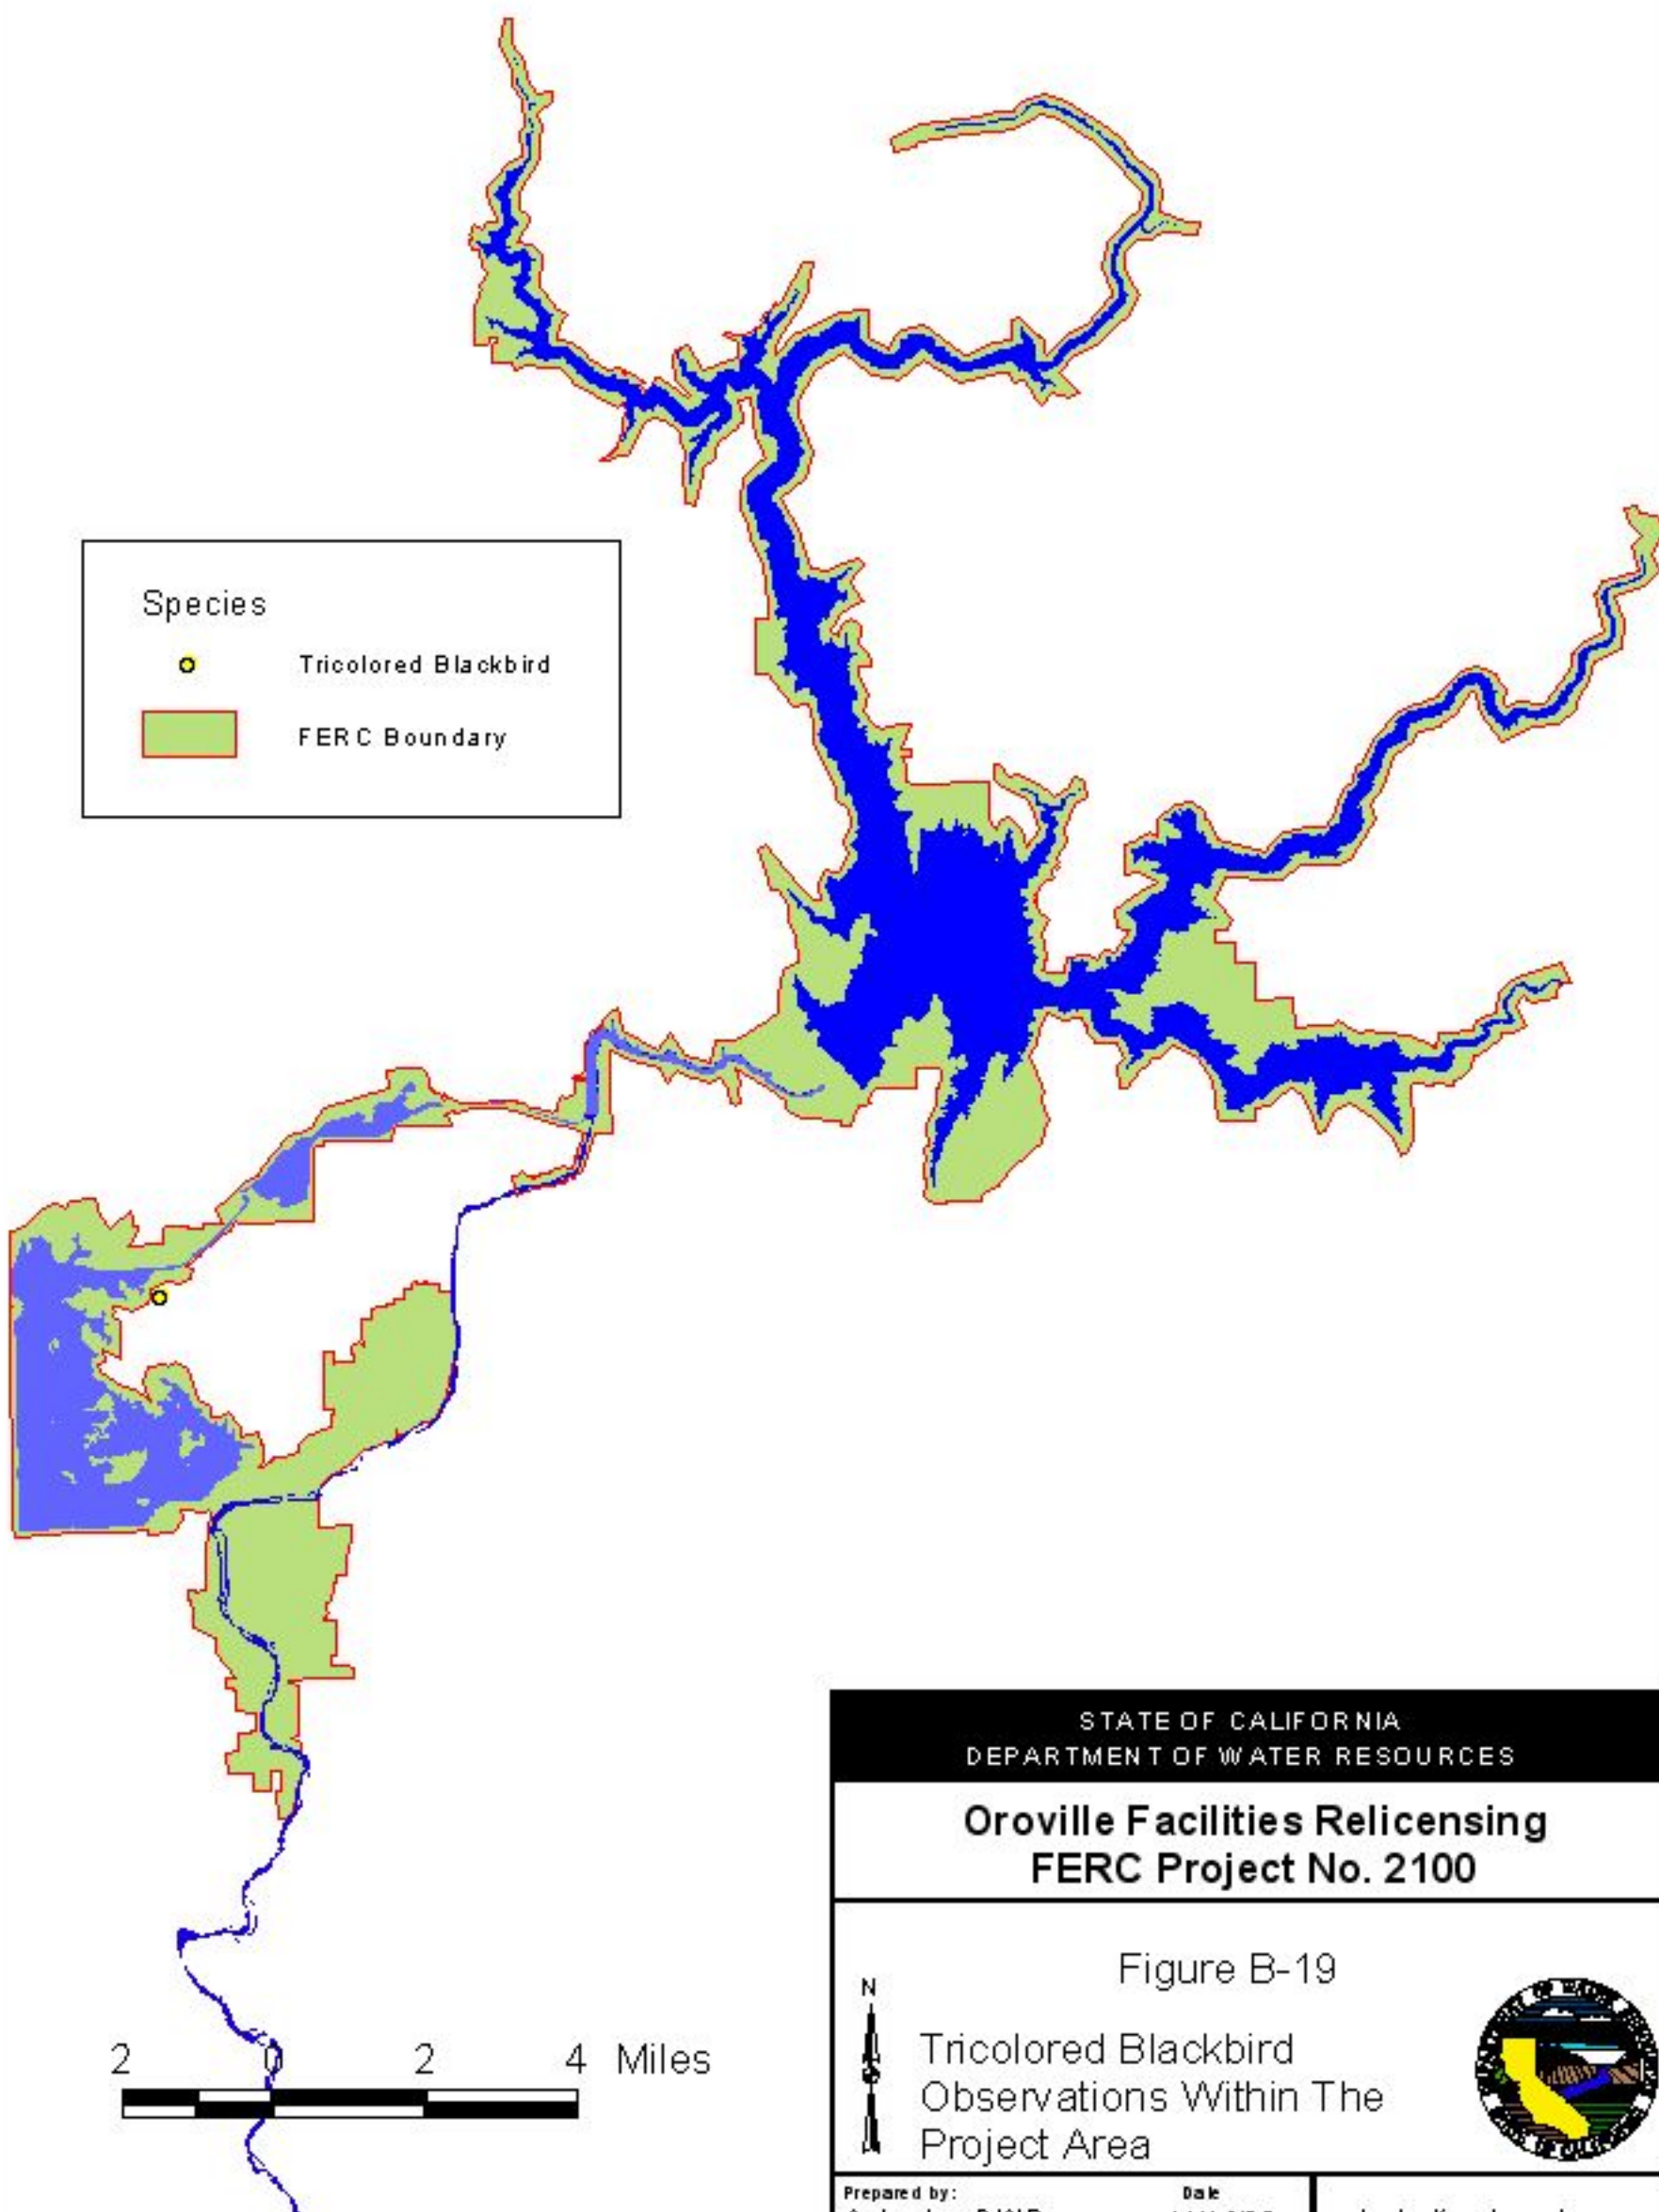 Species
Tricolored Blackbird
FERC Boundary
2 0 2 4 Miles
STATE OF CALIFORNIA
DEPARTMENT OF WATER RESOURCES
Oroville Facilities Relicensing
FERC Project No. 2100
Figure B-19
N
Tricolored Blackbird
Observations Within The
Project Area
Prepared by:
Date